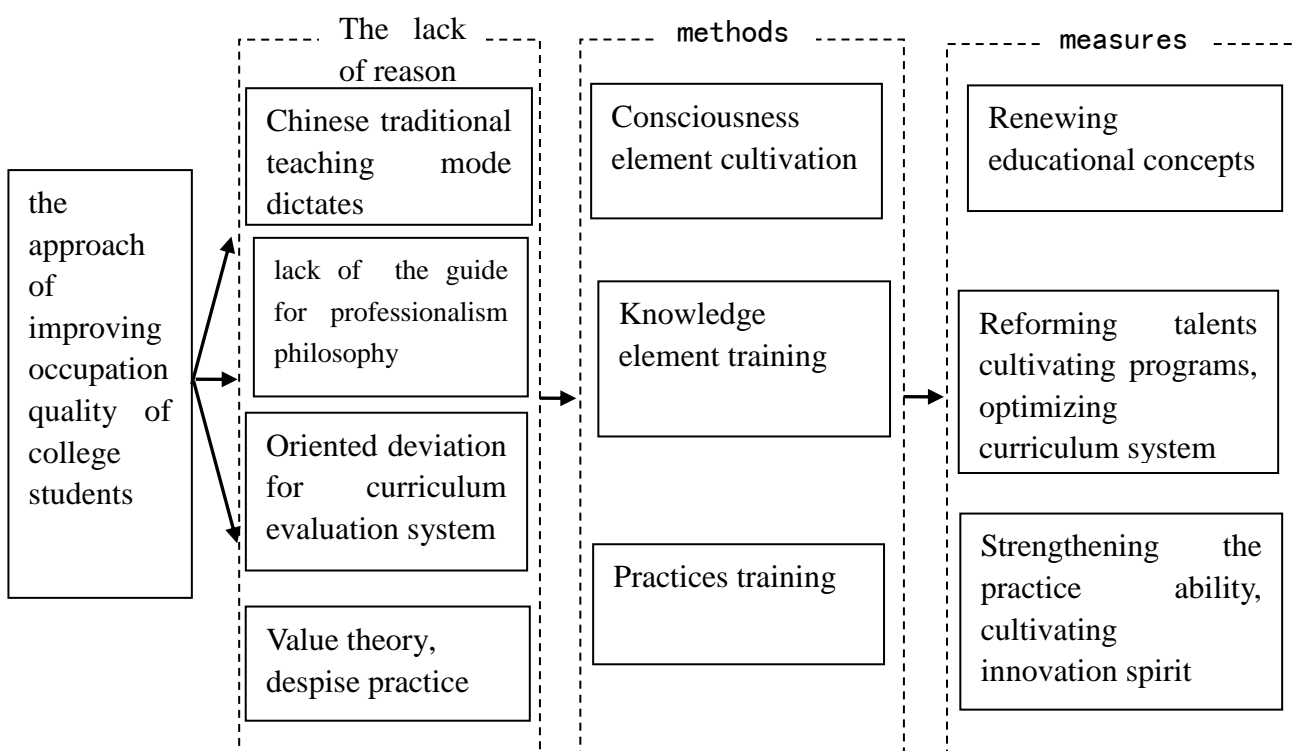 the
approach
of
improving
occupation
quality of
college
students
The lack
of reason
Chinese traditional
teaching mode
dictates
lack of the guide
for professionalism
philosophy
Oriented deviation
for curriculum
evaluation system
Value theory,
despise practice
methods
Consciousness
element cultivation
Knowledge
element training
Practices training
measures
Renewing
educational concepts
Reforming talents
cultivating programs,
optimizing
curriculum system
Strengthening the
practice ability,
cultivating
innovation spirit